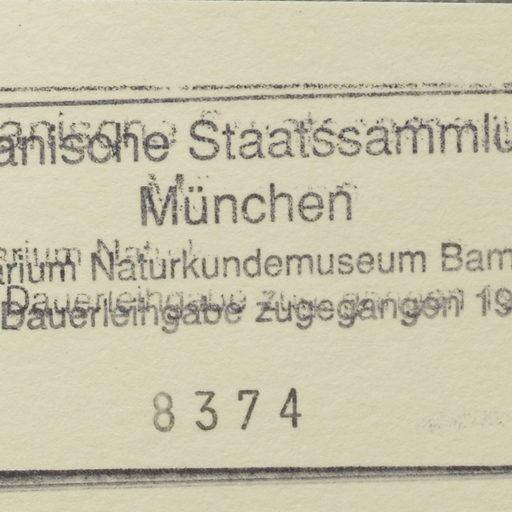 anische Staatssammlu
München
arium Naturkundemuseum Bam
Dauerleihgabe zugegangen 19
8374